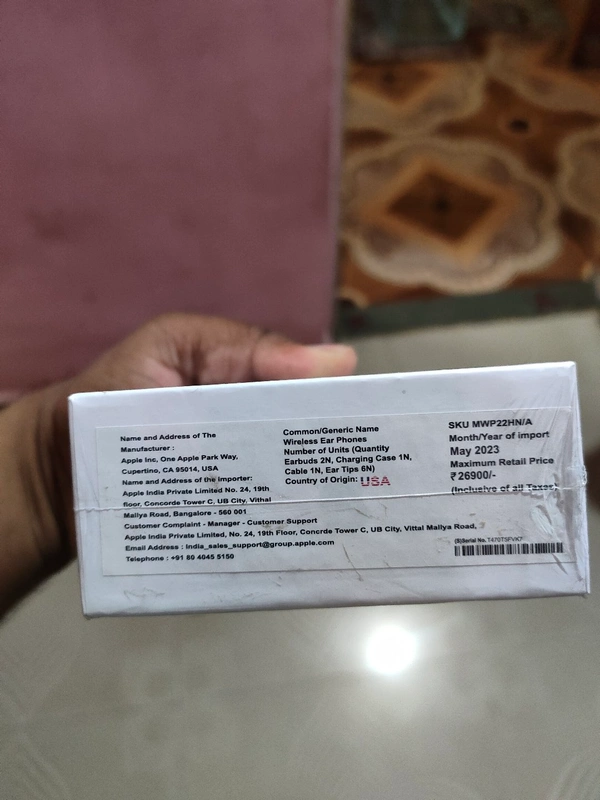 Name and Address of The
Manufacturer :
Apple Inc, One Apple Park Way,
Cupertino, CA 95014, USA
Name and Address of the Importer:
Apple India Private Limited No. 24, 19th
floor, Concorde Tower C, UB City, Vittal
Mallya Road, Bangalore - 560 001
Customer Complaint - Manager - Customer Support
Apple India Private Limited, No. 24, 19th Floor, Concrde Tower C, UB City, Vittal Mallya Road,
Email Address : India_sales_support@group.apple.com
Telephone : +91 80 4045 5150
Common/Generic Name
Wireless Ear Phones
Number of Units (Quantity
Earbuds 2N, Charging Case 1N,
Cable 1N, Ear Tips 6N)
Country of Origin: USA
SKU MWP22HN/A
Month/Year of import
May 2023
Maximum Retail Price
₹26900/-
(Inclusive of all Taxes)
(S)Serial No. T470TSFVK7